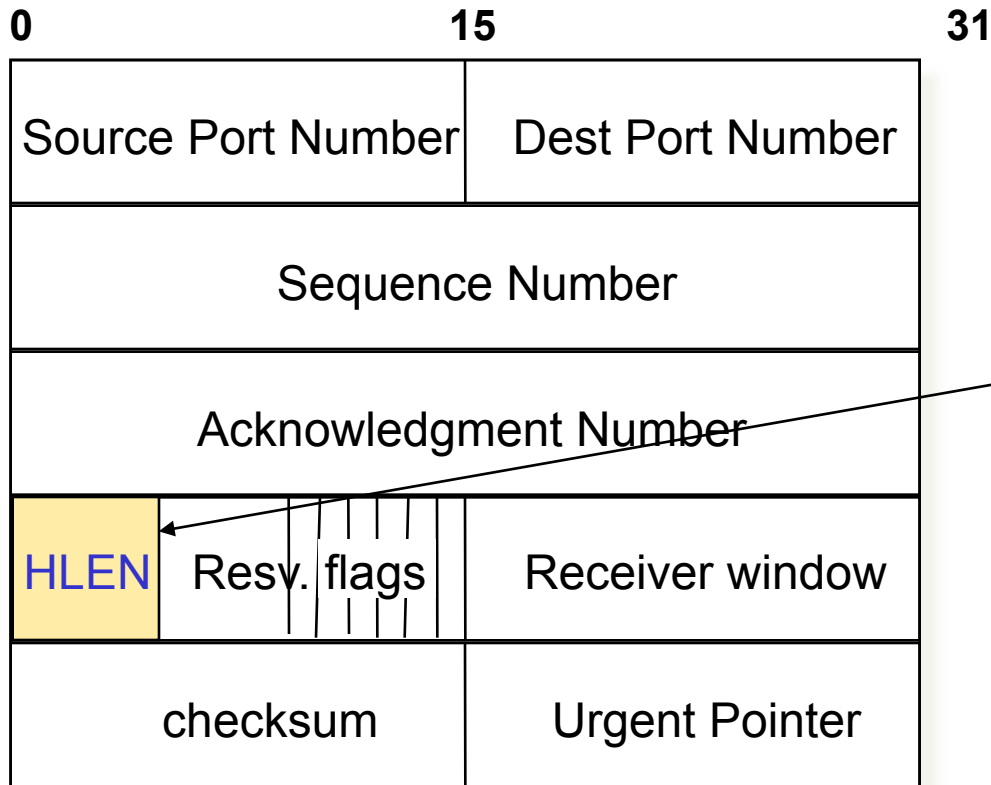 0 15 31
Source Port Number Dest Port Number
Sequence Number
Acknowledgment Number
HLEN Resv. flags Receiver window
checksum Urgent Pointer